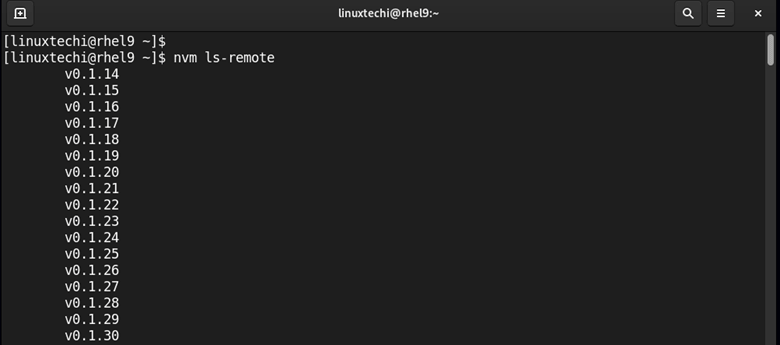 linuxtechi@rhel9:~
[linuxtechi@rhel9 ~]$
[linuxtechi@rhel9 ~]$ nvm ls-remote
v0.1.14
v0.1.15
v0.1.16
v0.1.17
v0.1.18
v0.1.19
v0.1.20
v0.1.21
v0.1.22
v0.1.23
v0.1.24
v0.1.25
v0.1.26
v0.1.27
v0.1.28
v0.1.29
v0.1.30